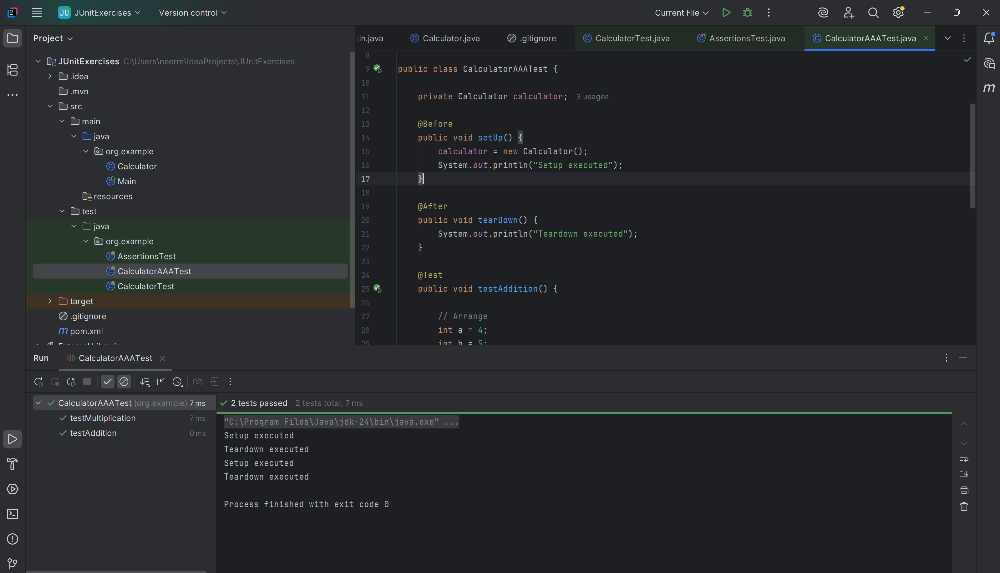 JU JUnitExercises Version control Current File
Project
JUnitExercises C:\Users\neerm\IdeaProjects\JUnitExercises
.idea
.mvn
src
main
java
org.example
Calculator
Main
resources
test
java
org.example
AssertionsTest
CalculatorAAATest
CalculatorTest
target
.gitignore
m pom.xml
ain.java Calculator.java .gitignore CalculatorTest.java AssertionsTest.java CalculatorAAATest.java
8
9 public class CalculatorAAATest {
10
11 private Calculator calculator; 3 usages
12
13 @Before
14 public void setUp() {
15 calculator = new Calculator();
16 System.out.println("Setup executed");
17 }
18
19 @After
20 public void tearDown() {
21 System.out.println("Teardown executed");
22 }
23
24 @Test
25 public void testAddition() {
26
27 // Arrange
28 int a = 4;
29 int b = 5;
m
Run CalculatorAAATest
CalculatorAAATest (org.example) 7 ms
testMultiplication 7 ms
testAddition 0 ms
2 tests passed 2 tests total, 7 ms
"C:\Program Files\Java\jdk-24\bin\java.exe" ...
Setup executed
Teardown executed
Setup executed
Teardown executed
Process finished with exit code 0